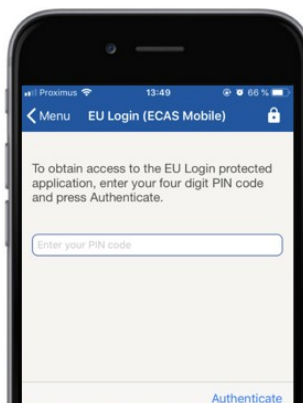 Proximus 13:49 66 %
Menu EU Login (ECAS Mobile)
To obtain access to the EU Login protected
application, enter your four digit PIN code
and press Authenticate.
Enter your PIN code
Authenticate